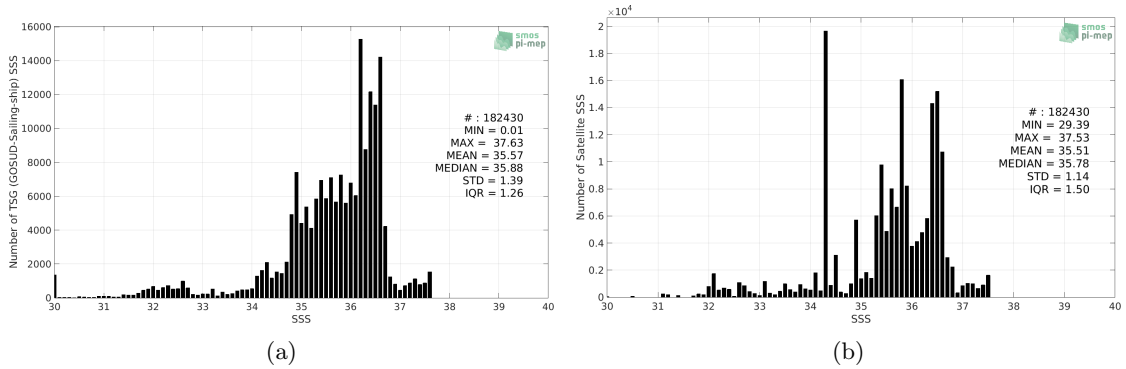 16000
14000
12000
10000
8000
6000
4000
2000
0
30 31 32 33 34 35 36 37 38 39 40
SSS
Number of TSG (GOSUD-Sailing-ship) SSS
smos
pi-mep
# : 182430
MIN = 0.01
MAX = 37.63
MEAN = 35.57
MEDIAN = 35.88
STD = 1.39
IQR = 1.26
(a)
×10⁴
2
1.8
1.6
1.4
1.2
1
0.8
0.6
0.4
0.2
0
30 31 32 33 34 35 36 37 38 39 40
SSS
Number of Satellite SSS
smos
pi-mep
# : 182430
MIN = 29.39
MAX = 37.53
MEAN = 35.51
MEDIAN = 35.78
STD = 1.14
IQR = 1.50
(b)